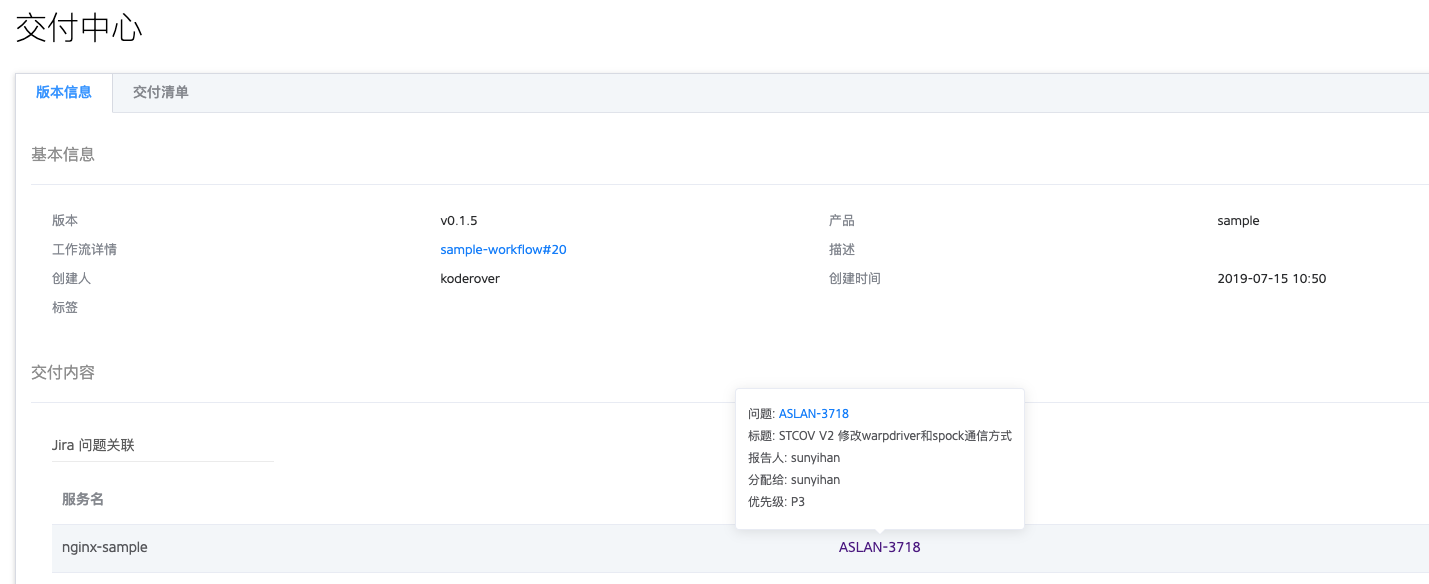 交付中心
版本信息 交付清单
基本信息
版本 v0.1.5 产品 sample
工作流详情 sample-workflow#20 描述
创建人 koderover 创建时间 2019-07-15 10:50
标签
交付内容
问题: ASLAN-3718
标题: STCOV V2 修改warpdriver和spock通信方式
报告人: sunyihan
分配给: sunyihan
优先级: P3
Jira 问题关联
服务名
nginx-sample ASLAN-3718